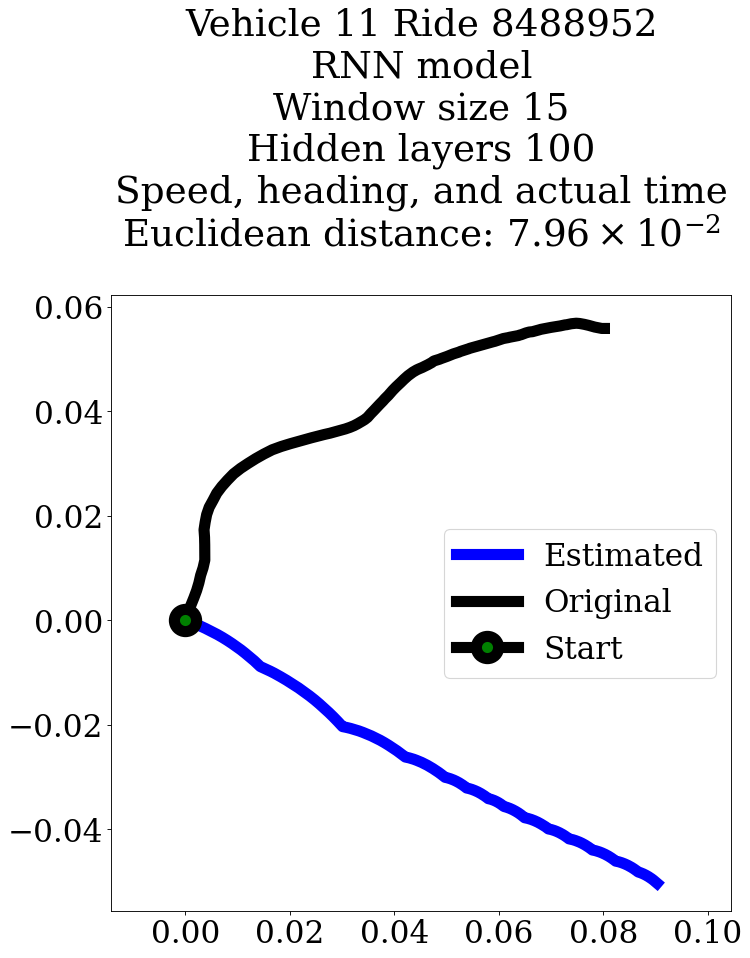 Vehicle 11 Ride 8488952
RNN model
Window size 15
Hidden layers 100
Speed, heading, and actual time
Euclidean distance: 7.96 × 10⁻²
0.06
0.04
0.02
0.00
−0.02
−0.04
Estimated
Original
Start
0.00 0.02 0.04 0.06 0.08 0.10